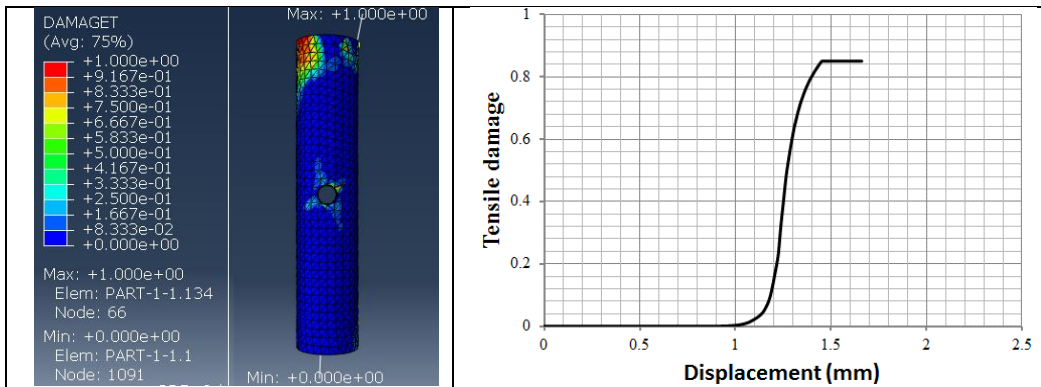 Max: +1.000e+00
DAMAGET
(Avg: 75%)
+1.000e+00
+9.167e-01
+8.333e-01
+7.500e-01
+6.667e-01
+5.833e-01
+5.000e-01
+4.167e-01
+3.333e-01
+2.500e-01
+1.667e-01
+8.333e-02
+0.000e+00
Max: +1.000e+00
Elem: PART-1-1.134
Node: 66
Min: +0.000e+00
Elem: PART-1-1.1
Node: 1091
Min: +0.000e+00
Tensile damage
1
0.8
0.6
0.4
0.2
0
0 0.5 1 1.5 2 2.5
Displacement (mm)